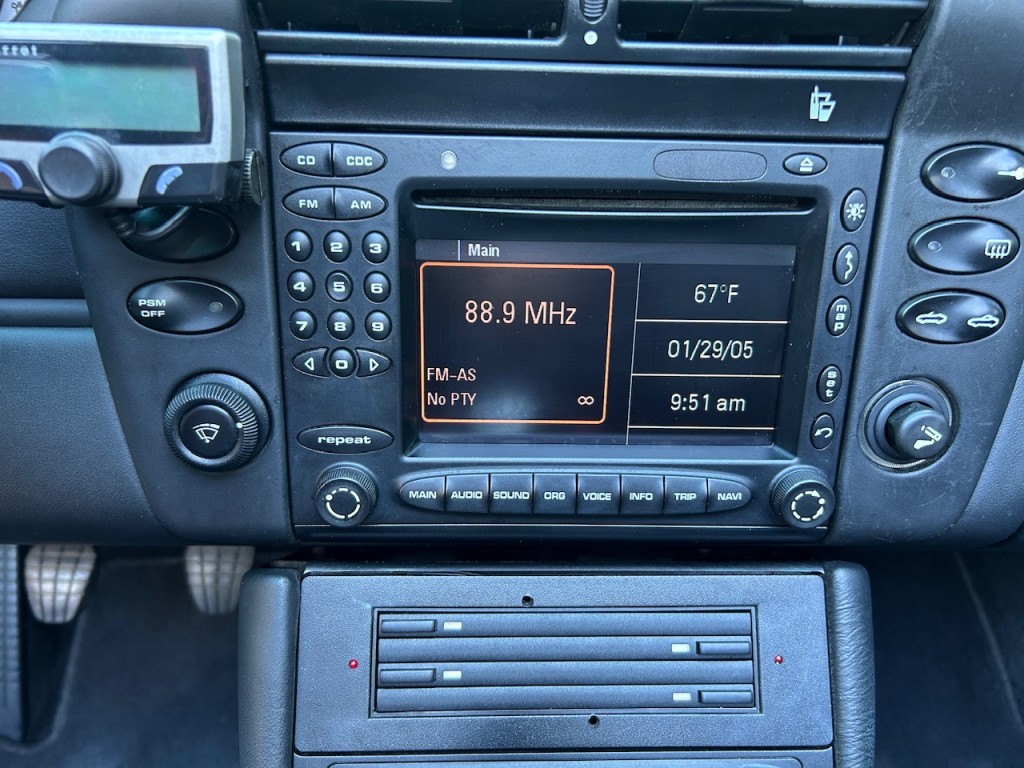 CD CDC
FM AM
1 2 3
4 5 6
7 8 9
0
repeat
PSM
OFF
Main
88.9 MHz
FM-AS
No PTY
67°F
01/29/05
9:51 am
map
set
MAIN AUDIO SOUND ORG VOICE INFO TRIP NAVI